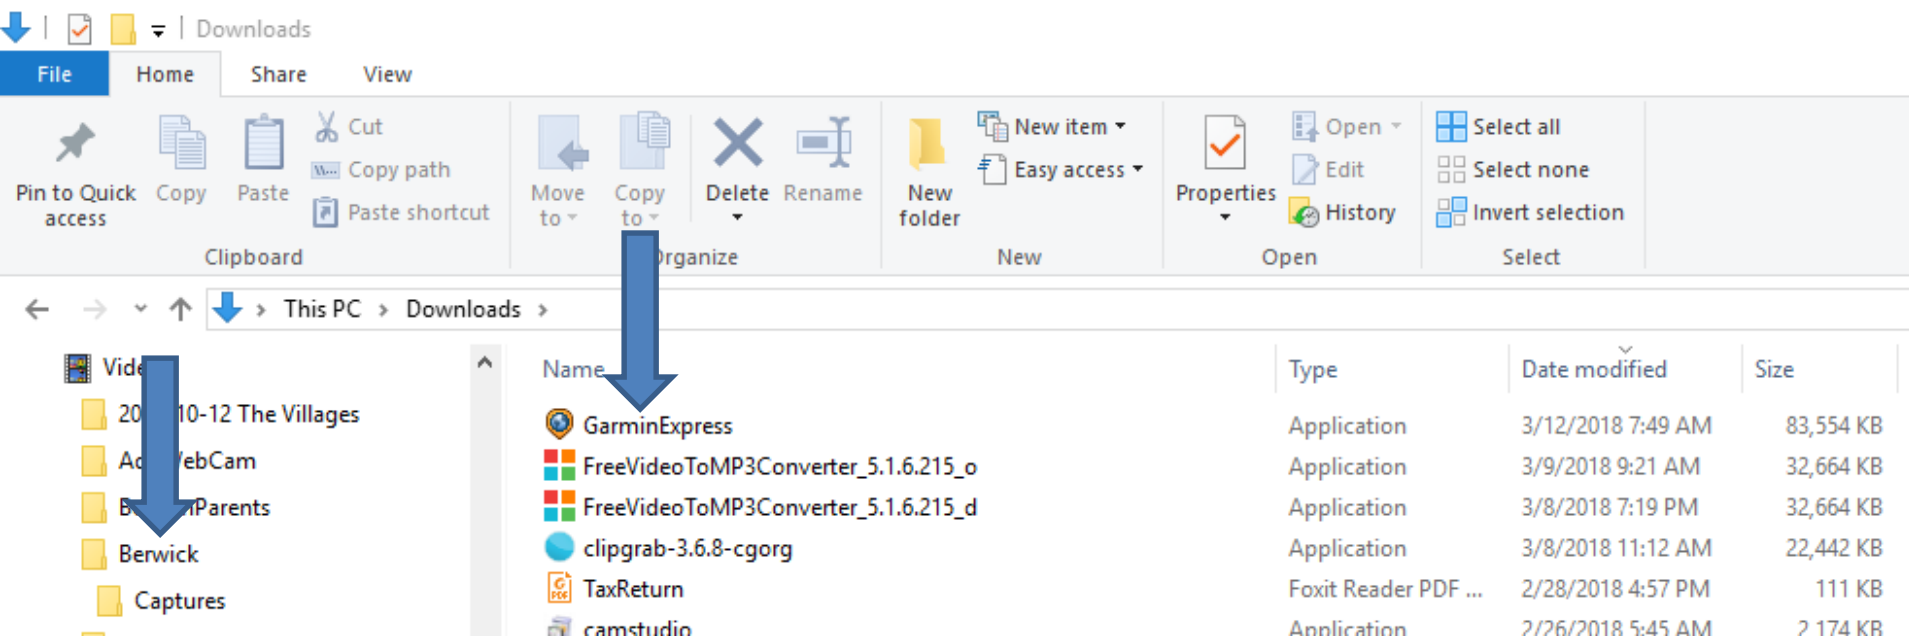 Downloads
File Home Share View
Pin to Quick access
Copy
Paste
Cut
Copy path
Paste shortcut
Clipboard
Move to
Copy to
Delete
Rename
Organize
New folder
New item
Easy access
New
Properties
Open
Edit
History
Open
Select all
Select none
Invert selection
Select
This PC > Downloads >
The Villages
Parents
Berwick
Captures
Name Type Date modified Size
GarminExpress Application 3/12/2018 7:49 AM 83,554 KB
FreeVideoToMP3Converter_5.1.6.215_o Application 3/9/2018 9:21 AM 32,664 KB
FreeVideoToMP3Converter_5.1.6.215_d Application 3/8/2018 7:19 PM 32,664 KB
clipgrab-3.6.8-cgorg Application 3/8/2018 11:12 AM 22,442 KB
TaxReturn Foxit Reader PDF ... 2/28/2018 4:57 PM 111 KB
camstudio Application 2/26/2018 5:45 AM 2,174 KB